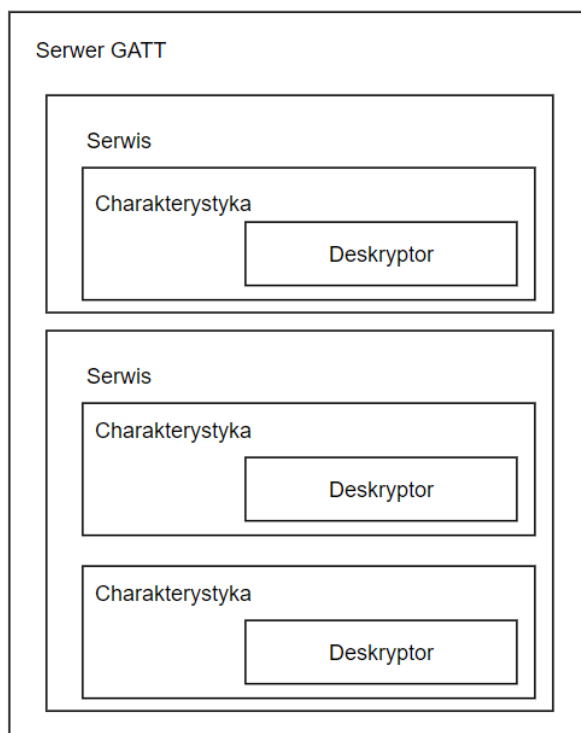 Serwer GATT
Serwis
Charakterystyka
Deskryptor
Serwis
Charakterystyka
Deskryptor
Charakterystyka
Deskryptor